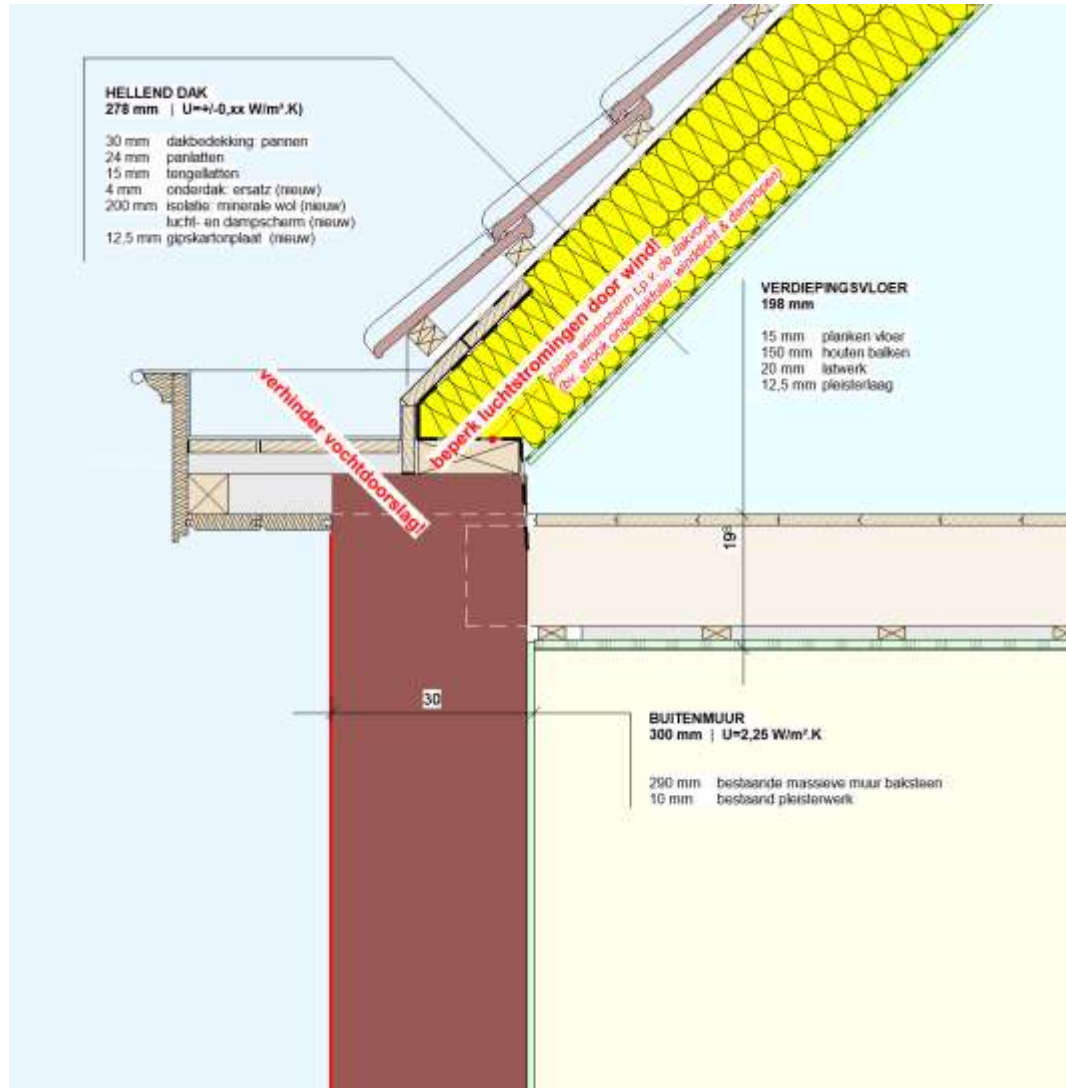 HELLEND DAK
278 mm | U=+/-0,xx W/m².K)
30 mm dakbedekking: pannen
24 mm panlatten
15 mm tengellatten
4 mm onderdak: ersatz (nieuw)
200 mm isolatie: minerale wol (nieuw)
lucht- en dampscherm (nieuw)
12,5 mm gipskartonplaat (nieuw)
beperk luchtstromingen door wind!
plaats windscherm t.p.v. de dakvoet
(bv. strook onderdakfolie: winddicht & dampopen)
verhinder vochtdoorslag!
VERDIEPINGSVLOER
198 mm
15 mm planken vloer
150 mm houten balken
20 mm latwerk
12,5 mm pleisterlaag
19⁸
30
BUITENMUUR
300 mm | U=2,25 W/m².K
290 mm bestaande massieve muur baksteen
10 mm bestaand pleisterwerk